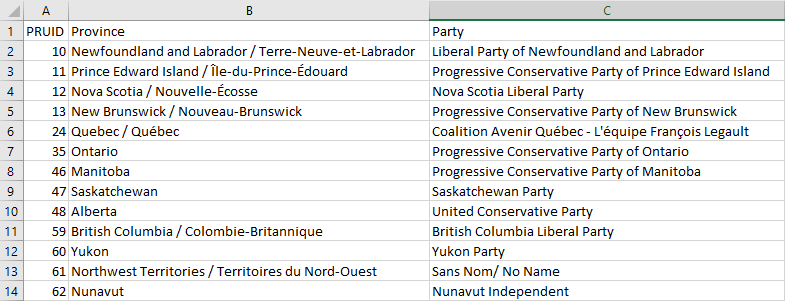 A B C
1 PRUID Province Party
2 10 Newfoundland and Labrador / Terre-Neuve-et-Labrador Liberal Party of Newfoundland and Labrador
3 11 Prince Edward Island / Île-du-Prince-Édouard Progressive Conservative Party of Prince Edward Island
4 12 Nova Scotia / Nouvelle-Écosse Nova Scotia Liberal Party
5 13 New Brunswick / Nouveau-Brunswick Progressive Conservative Party of New Brunswick
6 24 Quebec / Québec Coalition Avenir Québec - L'équipe François Legault
7 35 Ontario Progressive Conservative Party of Ontario
8 46 Manitoba Progressive Conservative Party of Manitoba
9 47 Saskatchewan Saskatchewan Party
10 48 Alberta United Conservative Party
11 59 British Columbia / Colombie-Britannique British Columbia Liberal Party
12 60 Yukon Yukon Party
13 61 Northwest Territories / Territoires du Nord-Ouest Sans Nom/ No Name
14 62 Nunavut Nunavut Independent